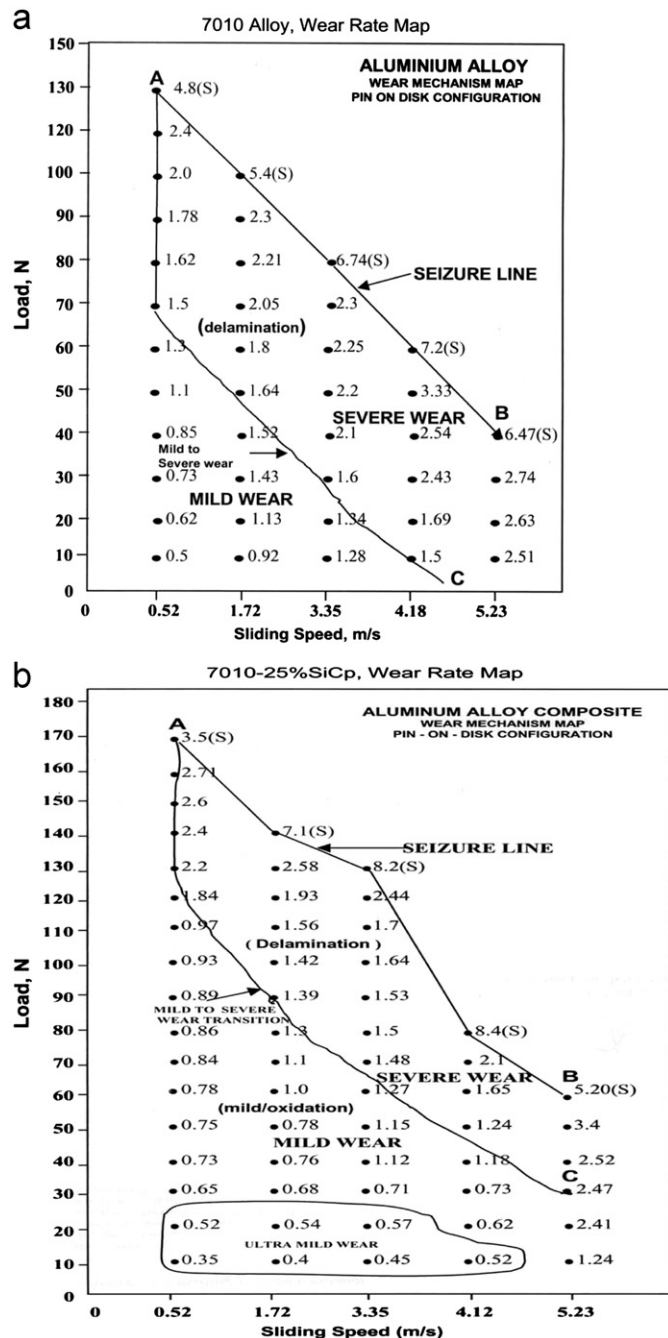 a
7010 Alloy, Wear Rate Map
ALUMINIUM ALLOY
WEAR MECHANISM MAP
PIN ON DISK CONFIGURATION
150
A
130 4.8(S)
2.4
100 2.0 5.4(S)
90 1.78 2.3
80 1.62 2.21 6.74(S)
SEIZURE LINE
70 1.5 2.05 2.3
(delamination)
60 1.3 1.8 2.25 7.2(S)
50 1.1 1.64 2.2 3.33
B
SEVERE WEAR
40 0.85 1.52 2.1 2.54 6.47(S)
Mild to
Severe wear
30 0.73 1.43 1.6 2.43 2.74
MILD WEAR
20 0.62 1.13 1.34 1.69 2.63
10 0.5 0.92 1.28 1.5 2.51
C
0
Load, N
0 0.52 1.72 3.35 4.18 5.23
Sliding Speed, m/s
b
7010-25%SiCp, Wear Rate Map
ALUMINUM ALLOY COMPOSITE
WEAR MECHANISM MAP
PIN - ON - DISK CONFIGURATION
180
A
170 3.5(S)
160 2.71
150 2.6
140 2.4 7.1(S)
SEIZURE LINE
130 2.2 2.58 8.2(S)
120 1.84 1.93 2.44
110 0.97 1.56 1.7
( Delamination )
100 0.93 1.42 1.64
90 0.89 1.39 1.53
MILD TO SEVERE
WEAR TRANSITION
80 0.86 1.3 1.5 8.4(S)
70 0.84 1.1 1.48 2.1
SEVERE WEAR
B
60 0.78 1.0 1.27 1.65 5.20(S)
(mild/oxidation)
50 0.75 0.78 1.15 1.24 3.4
MILD WEAR
40 0.73 0.76 1.12 1.18 2.52
C
30 0.65 0.68 0.71 0.73 2.47
20 0.52 0.54 0.57 0.62 2.41
ULTRA MILD WEAR
10 0.35 0.4 0.45 0.52 1.24
0
Load, N
0 0.52 1.72 3.35 4.12 5.23
Sliding Speed (m/s)